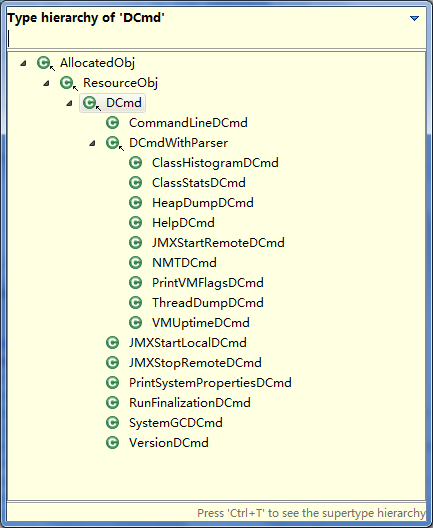 Type hierarchy of 'DCmd'
AllocatedObj
ResourceObj
DCmd
CommandLineDCmd
DCmdWithParser
ClassHistogramDCmd
ClassStatsDCmd
HeapDumpDCmd
HelpDCmd
JMXStartRemoteDCmd
NMTDCmd
PrintVMFlagsDCmd
ThreadDumpDCmd
VMUptimeDCmd
JMXStartLocalDCmd
JMXStopRemoteDCmd
PrintSystemPropertiesDCmd
RunFinalizationDCmd
SystemGCDCmd
VersionDCmd
Press 'Ctrl+T' to see the supertype hierarchy